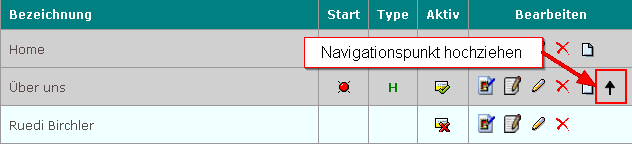 Bezeichnung Start Type Aktiv Bearbeiten
Home
Navigationspunkt hochziehen
Über uns H
Ruedi Birchler